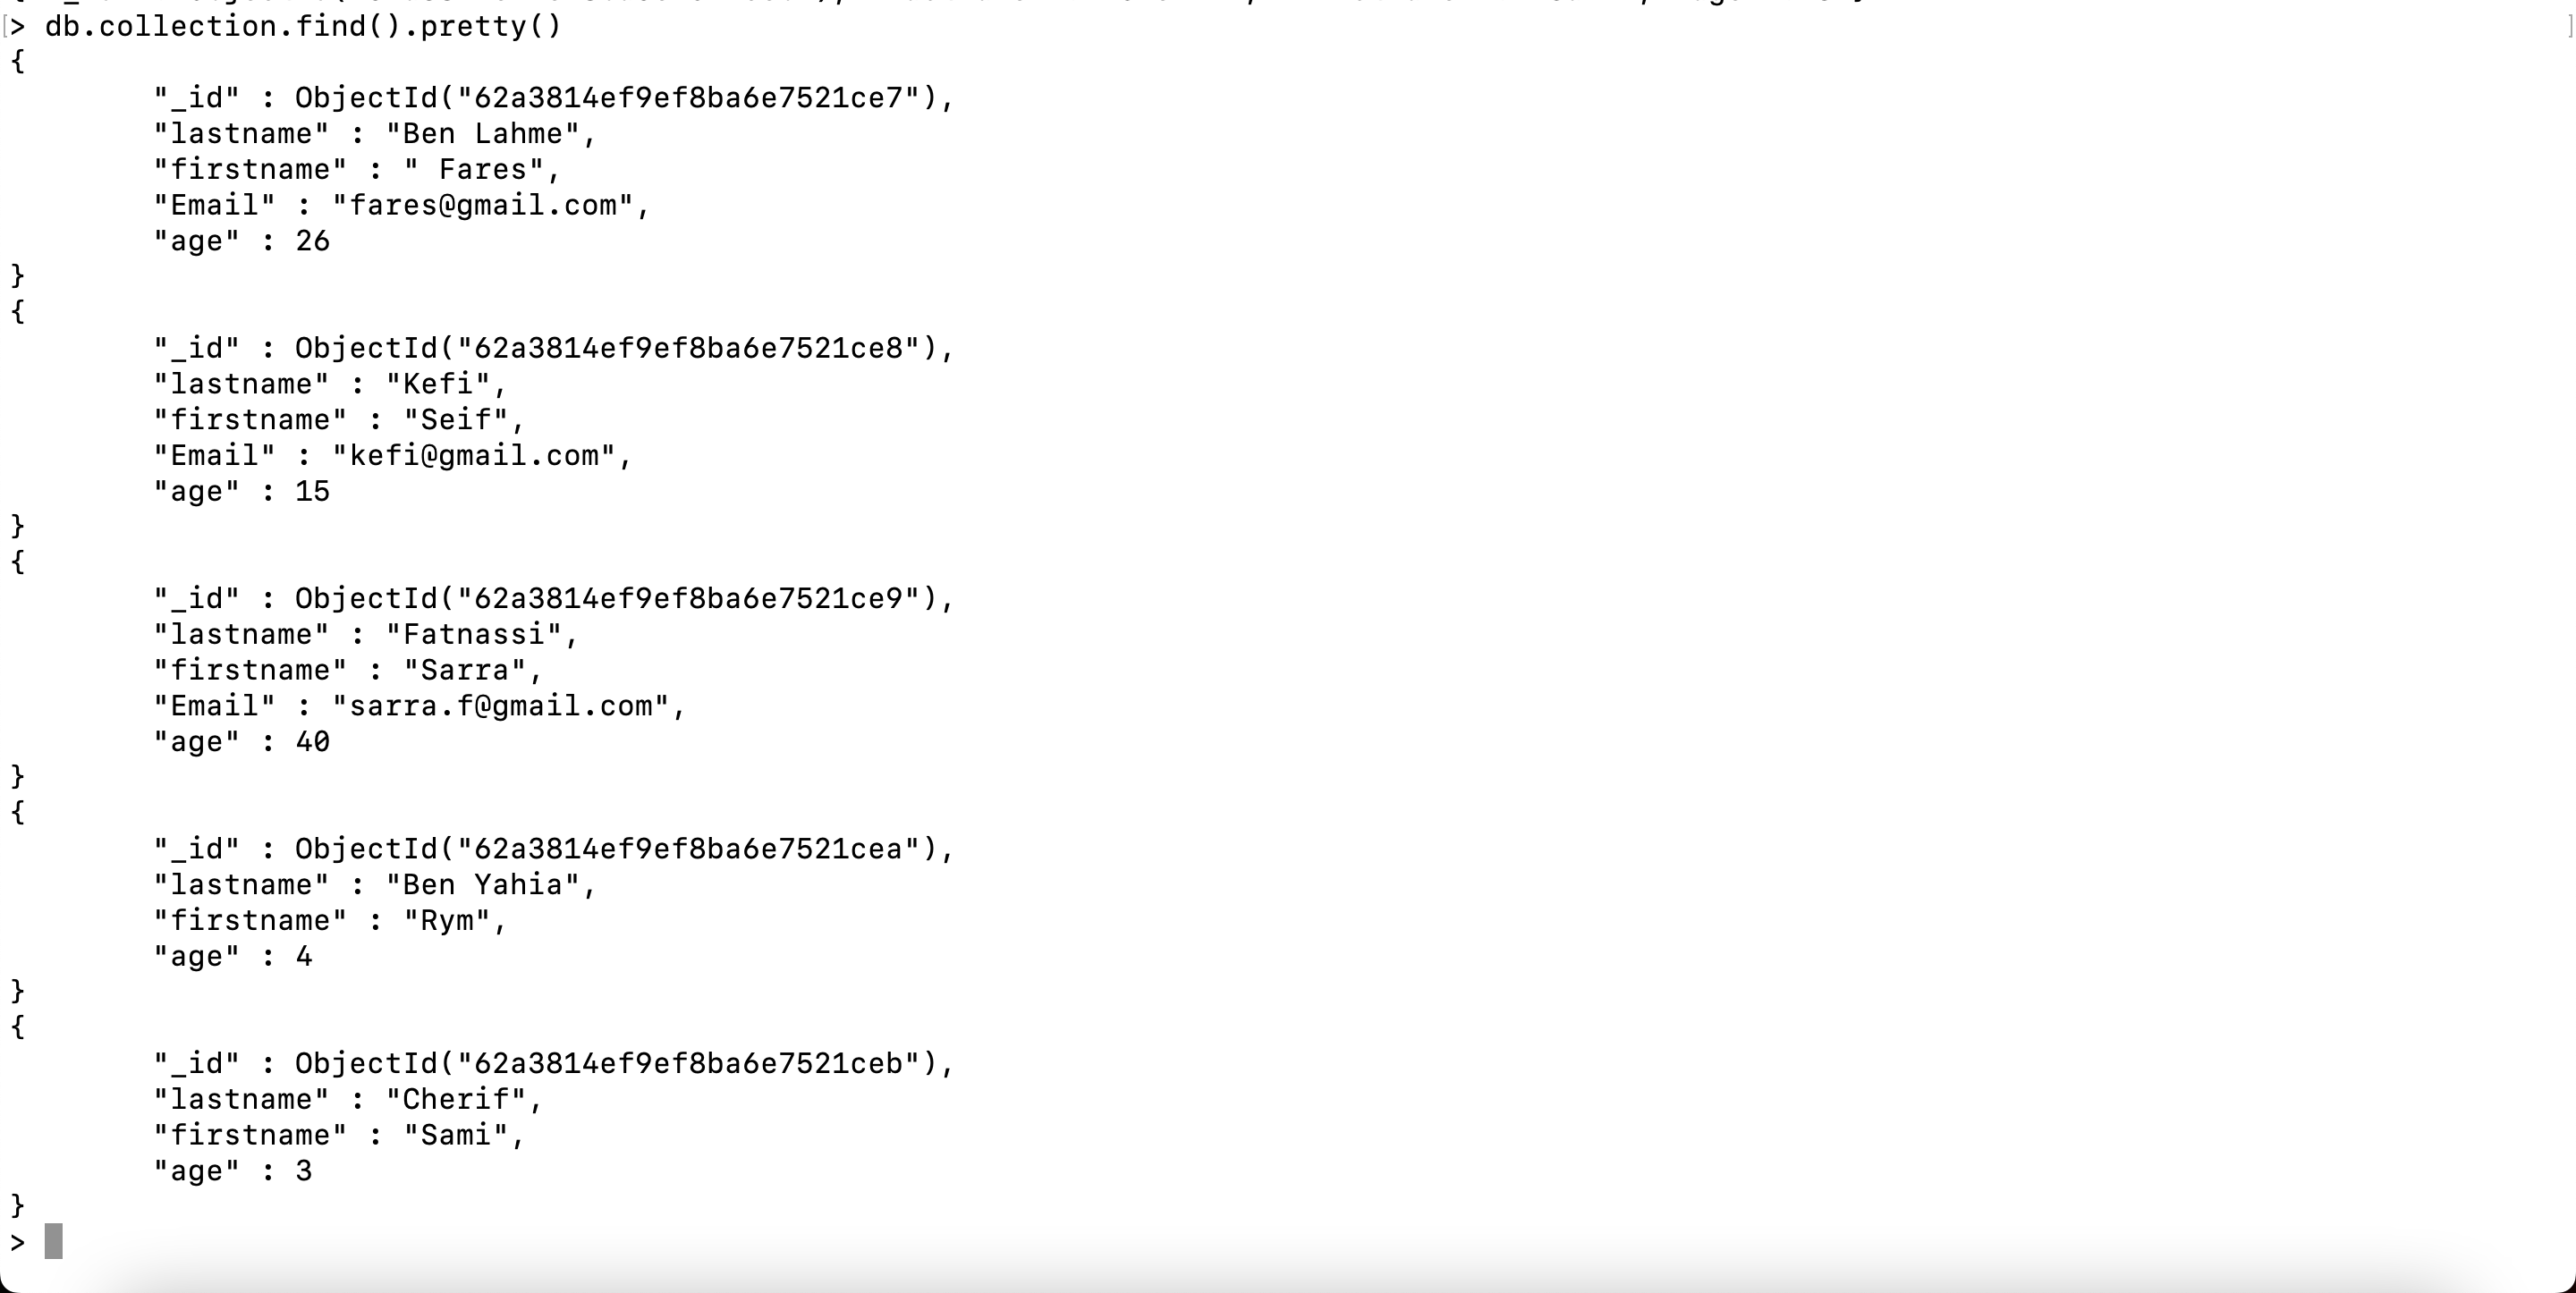 > db.collection.find().pretty()
{
"_id" : ObjectId("62a3814ef9ef8ba6e7521ce7"),
"lastname" : "Ben Lahme",
"firstname" : " Fares",
"Email" : "fares@gmail.com",
"age" : 26
}
{
"_id" : ObjectId("62a3814ef9ef8ba6e7521ce8"),
"lastname" : "Kefi",
"firstname" : "Seif",
"Email" : "kefi@gmail.com",
"age" : 15
}
{
"_id" : ObjectId("62a3814ef9ef8ba6e7521ce9"),
"lastname" : "Fatnassi",
"firstname" : "Sarra",
"Email" : "sarra.f@gmail.com",
"age" : 40
}
{
"_id" : ObjectId("62a3814ef9ef8ba6e7521cea"),
"lastname" : "Ben Yahia",
"firstname" : "Rym",
"age" : 4
}
{
"_id" : ObjectId("62a3814ef9ef8ba6e7521ceb"),
"lastname" : "Cherif",
"firstname" : "Sami",
"age" : 3
}
>